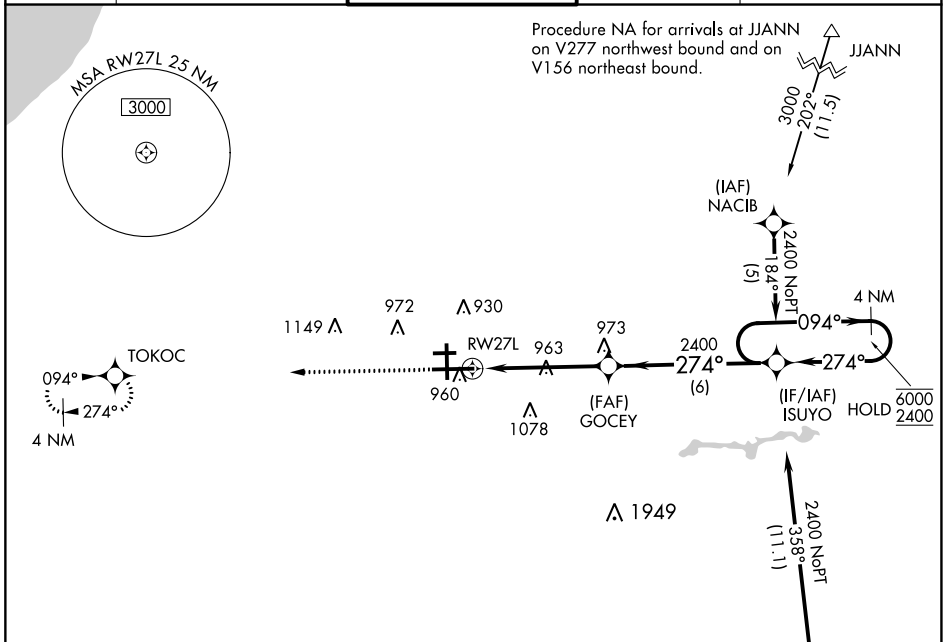 Procedure NA for arrivals at JJANN
on V277 northwest bound and on
V156 northeast bound.
JJANN
MSA RW27L 25 NM
3000
3000
202°
(11.5)
(IAF)
NACIB
2400 NoPT
184°
(5)
4 NM
094°
972
930
1149
973
RW27L
963
2400
274°
(6)
274°
TOKOC
094°
274°
4 NM
960
1078
(FAF)
GOCEY
(IF/IAF)
ISUYO
HOLD
6000
2400
1949
2400 NoPT
358°
(11.1)